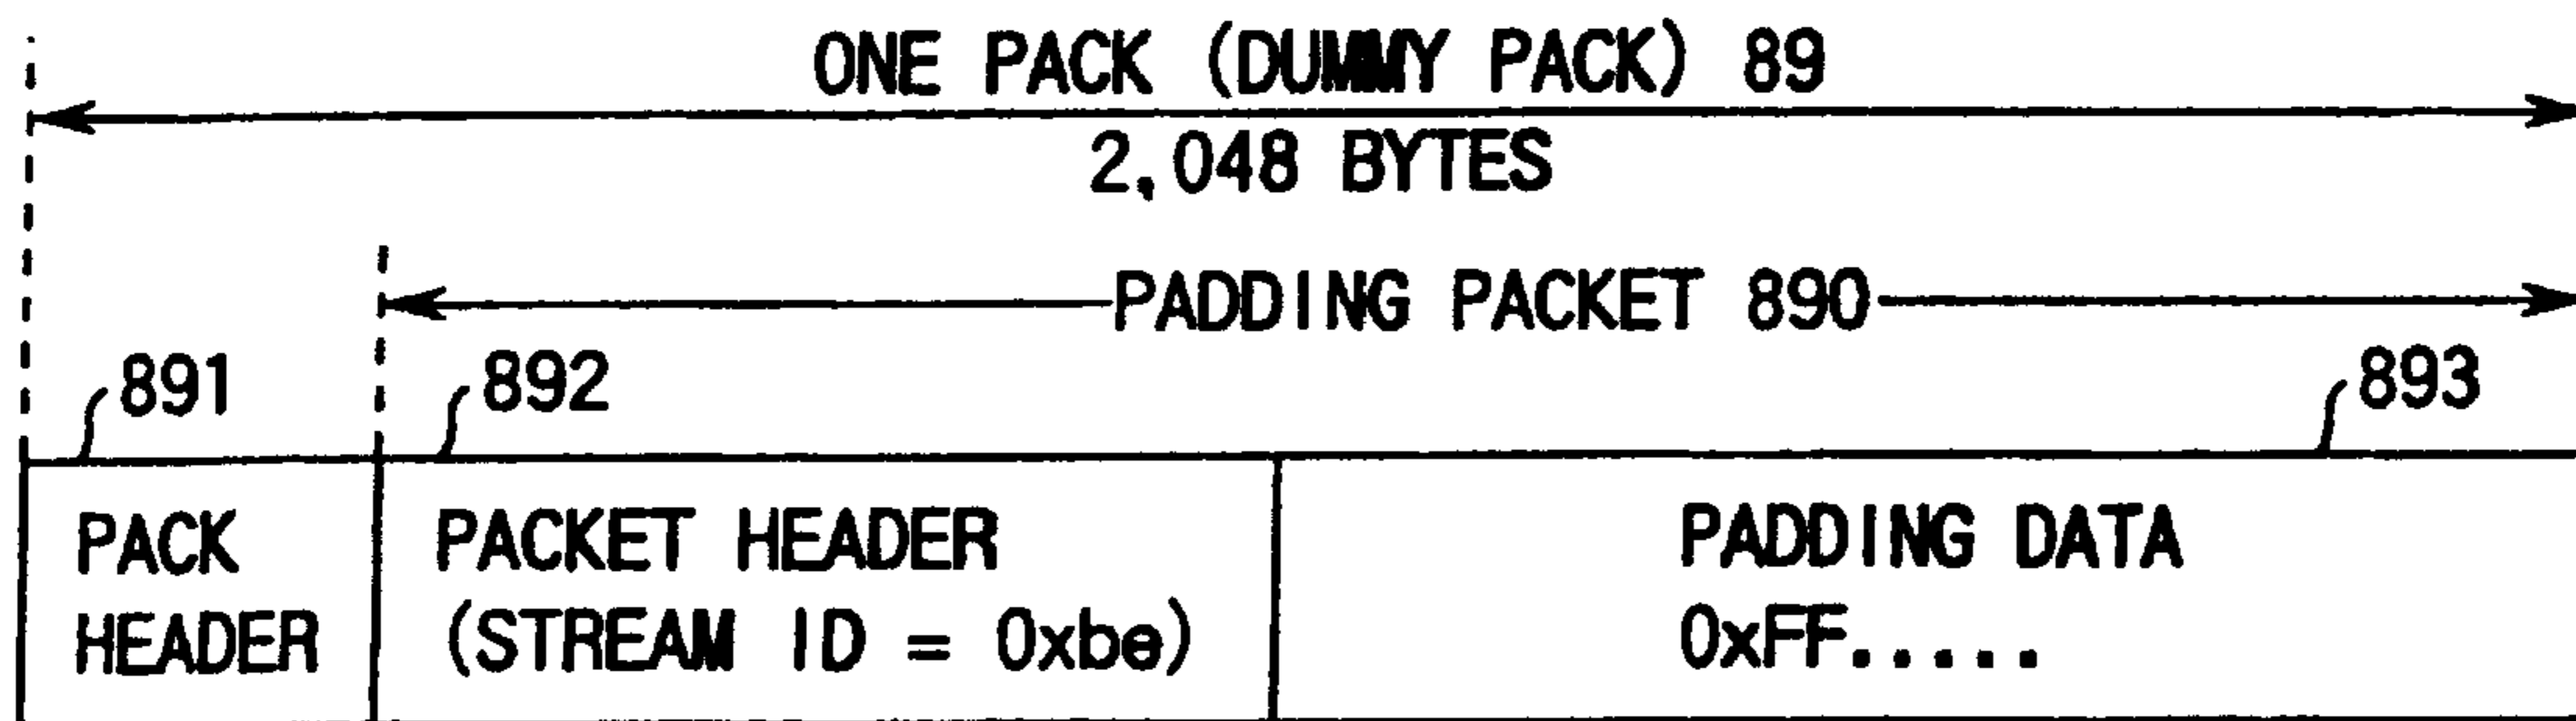 ONE PACK (DUMMY PACK) 89
2,048 BYTES
PADDING PACKET 890
891
892
893
PACK
HEADER
PACKET HEADER
(STREAM ID = 0xbe)
PADDING DATA
0xFF.....